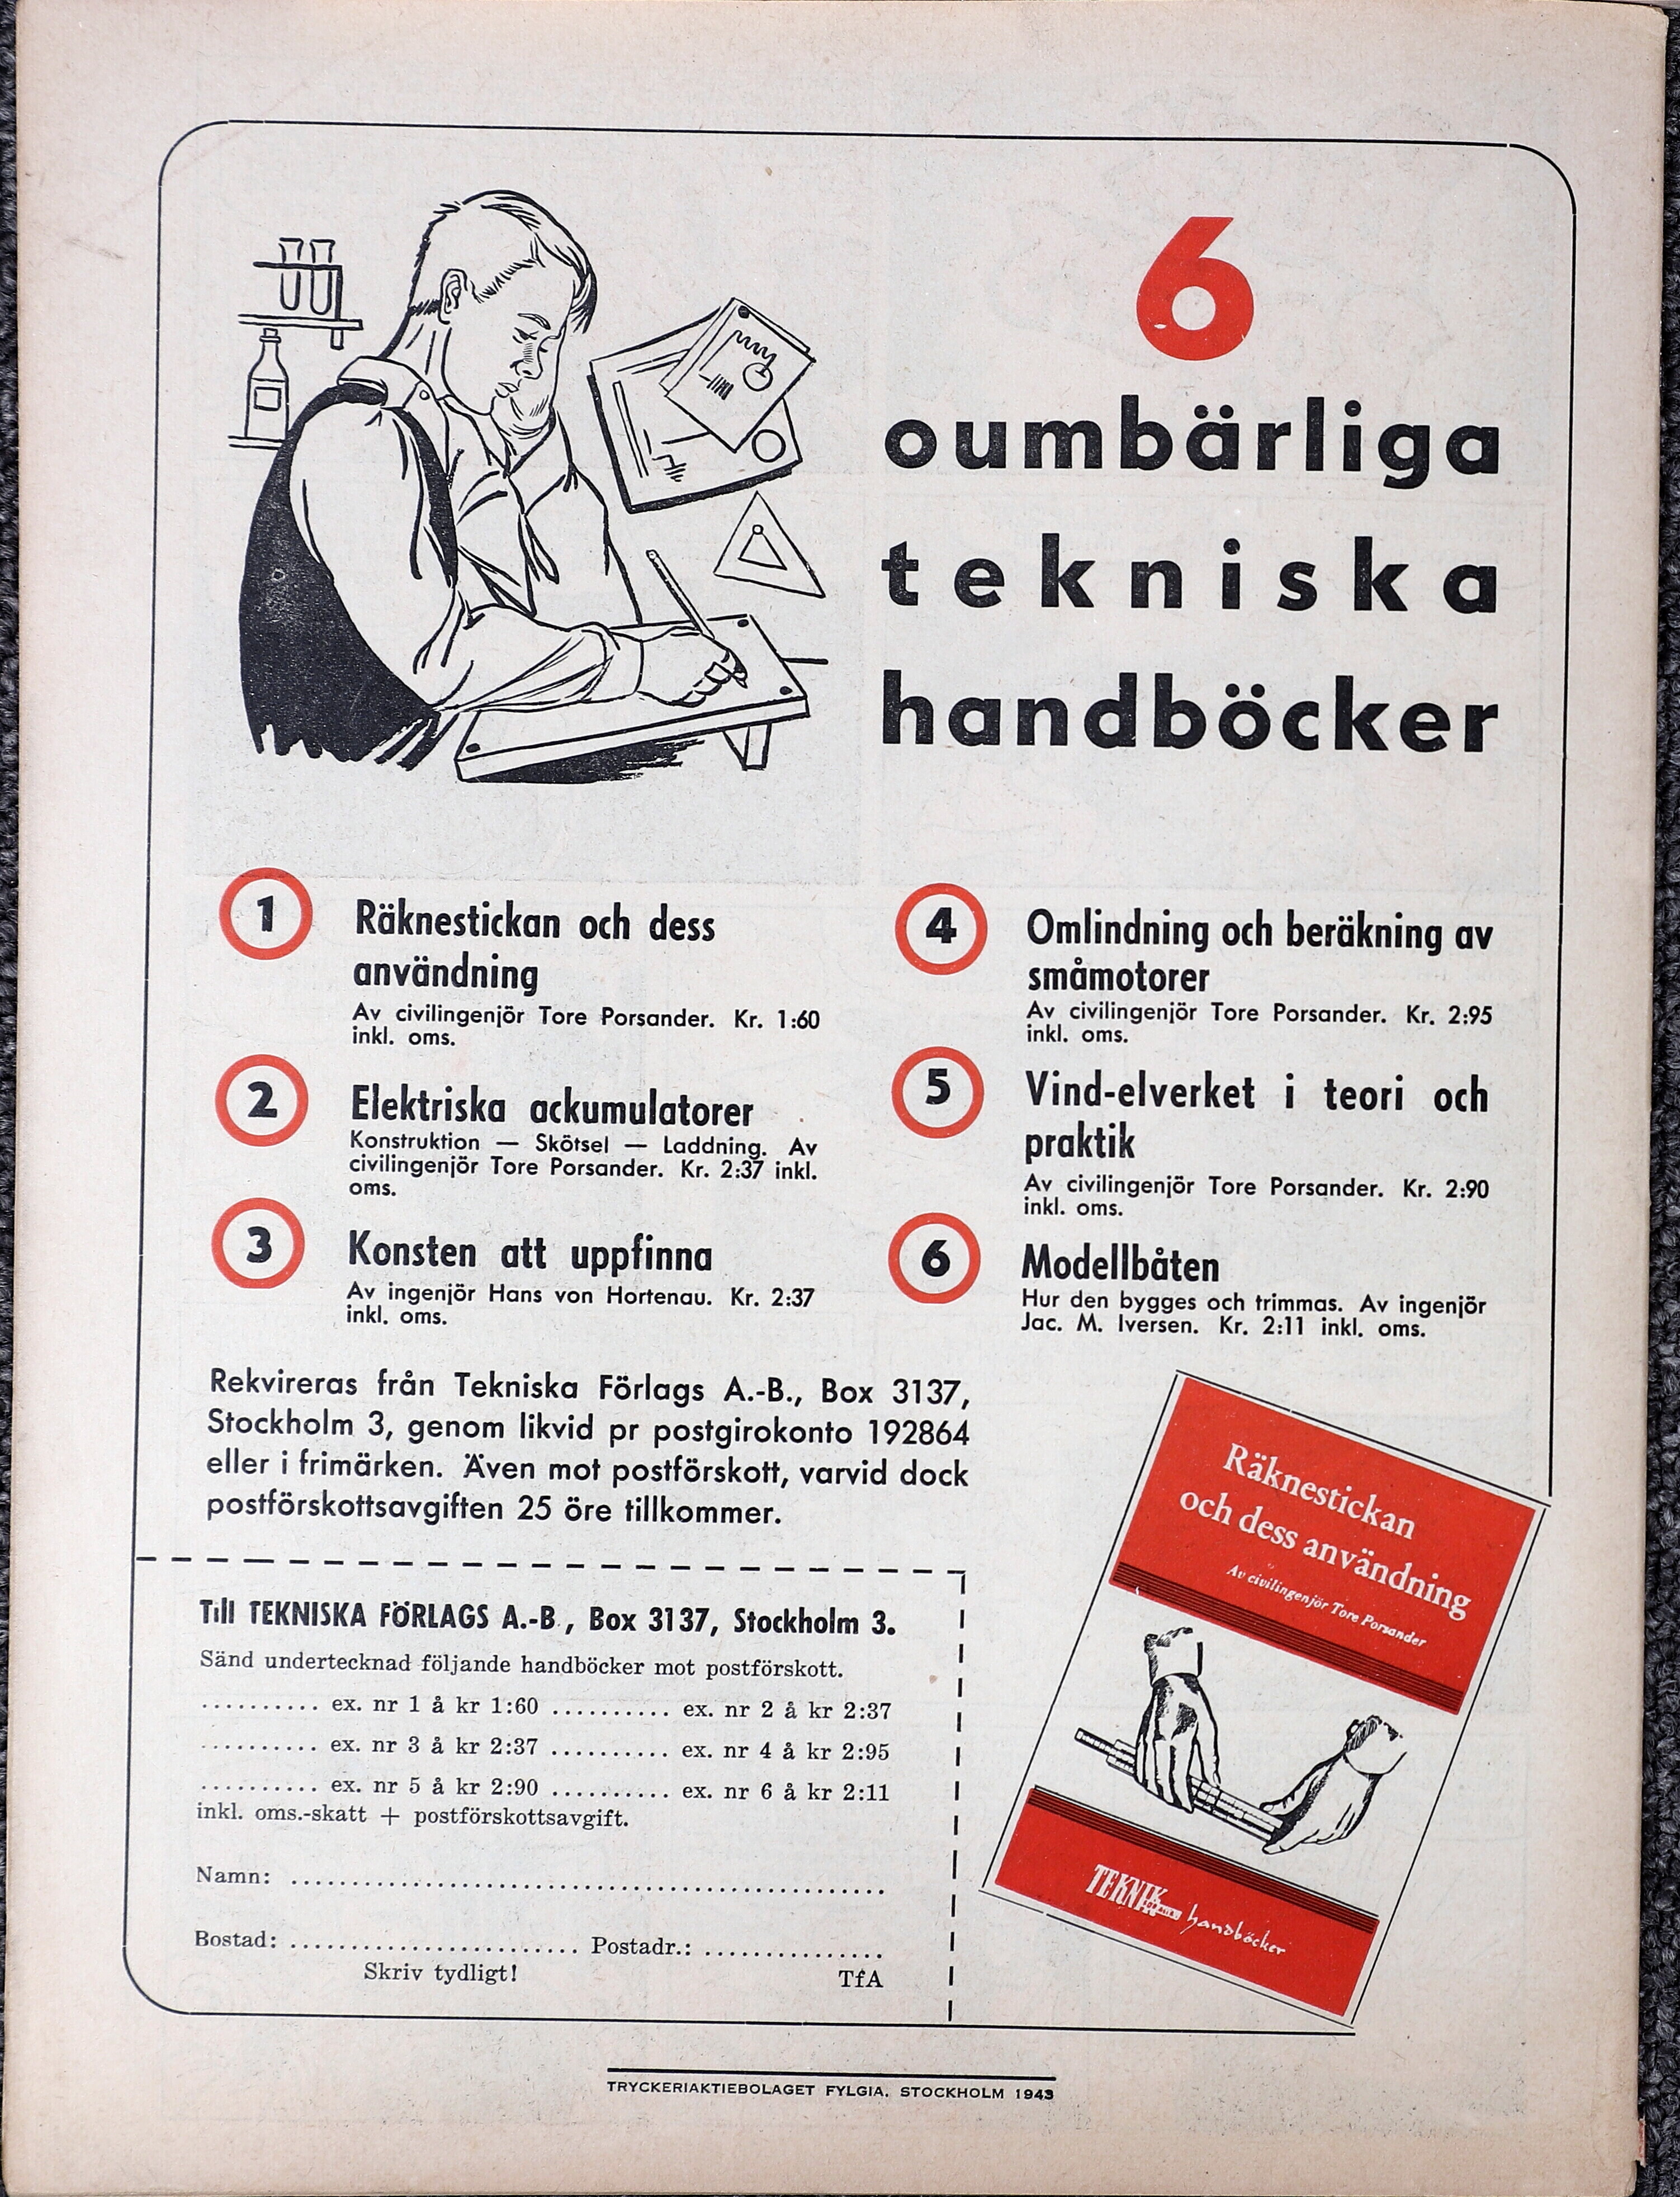 6
oumbärliga
tekniska
handböcker
1
Räknestickan och dess
användning
Av civilingenjör Tore Porsander. Kr. 1:60
inkl. oms.
2
Elektriska ackumulatorer
Konstruktion — Skötsel — Laddning. Av
civilingenjör Tore Porsander. Kr. 2:37 inkl.
oms.
3
Konsten att uppfinna
Av ingenjör Hans von Hortenau. Kr. 2:37
inkl. oms.
4
Omlindning och beräkning av
småmotorer
Av civilingenjör Tore Porsander. Kr. 2:95
inkl. oms.
5
Vind-elverket i teori och
praktik
Av civilingenjör Tore Porsander. Kr. 2:90
inkl. oms.
6
Modellbåten
Hur den bygges och trimmas. Av ingenjör
Jac. M. Iversen. Kr. 2:11 inkl. oms.
Rekvireras från Tekniska Förlags A.-B., Box 3137,
Stockholm 3, genom likvid pr postgirokonto 192864
eller i frimärken. Även mot postförskott, varvid dock
postförskottsavgiften 25 öre tillkommer.
Till TEKNISKA FÖRLAGS A.-B., Box 3137, Stockholm 3.
Sänd undertecknad följande handböcker mot postförskott.
.......... ex. nr 1 å kr 1:60 .......... ex. nr 2 å kr 2:37
.......... ex. nr 3 å kr 2:37 .......... ex. nr 4 å kr 2:95
.......... ex. nr 5 å kr 2:90 .......... ex. nr 6 å kr 2:11
inkl. oms.-skatt + postförskottsavgift.
Namn: ..................................................
Bostad: ........................ Postadr.: ...............
Skriv tydligt! TfA
Räknestickan
och dess användning
Av civilingenjör Tore Porsander
TEKNIK
handböcker
TRYCKERIAKTIEBOLAGET FYLGIA. STOCKHOLM 1943